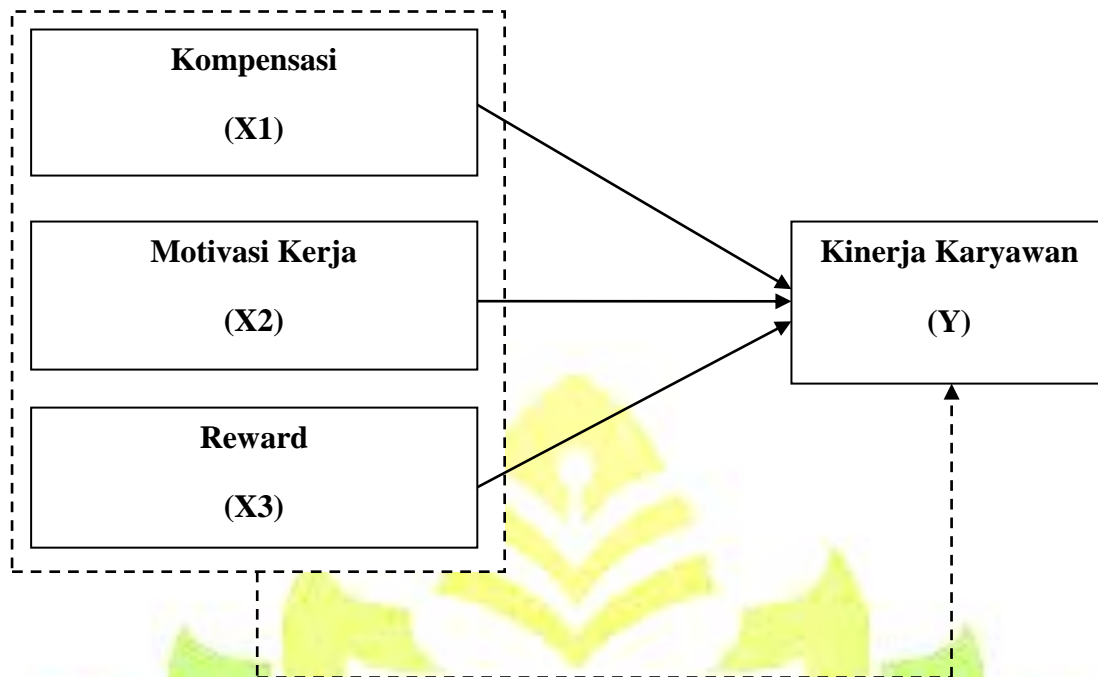 Kompensasi
(X1)
Motivasi Kerja
(X2)
Reward
(X3)
Kinerja Karyawan
(Y)